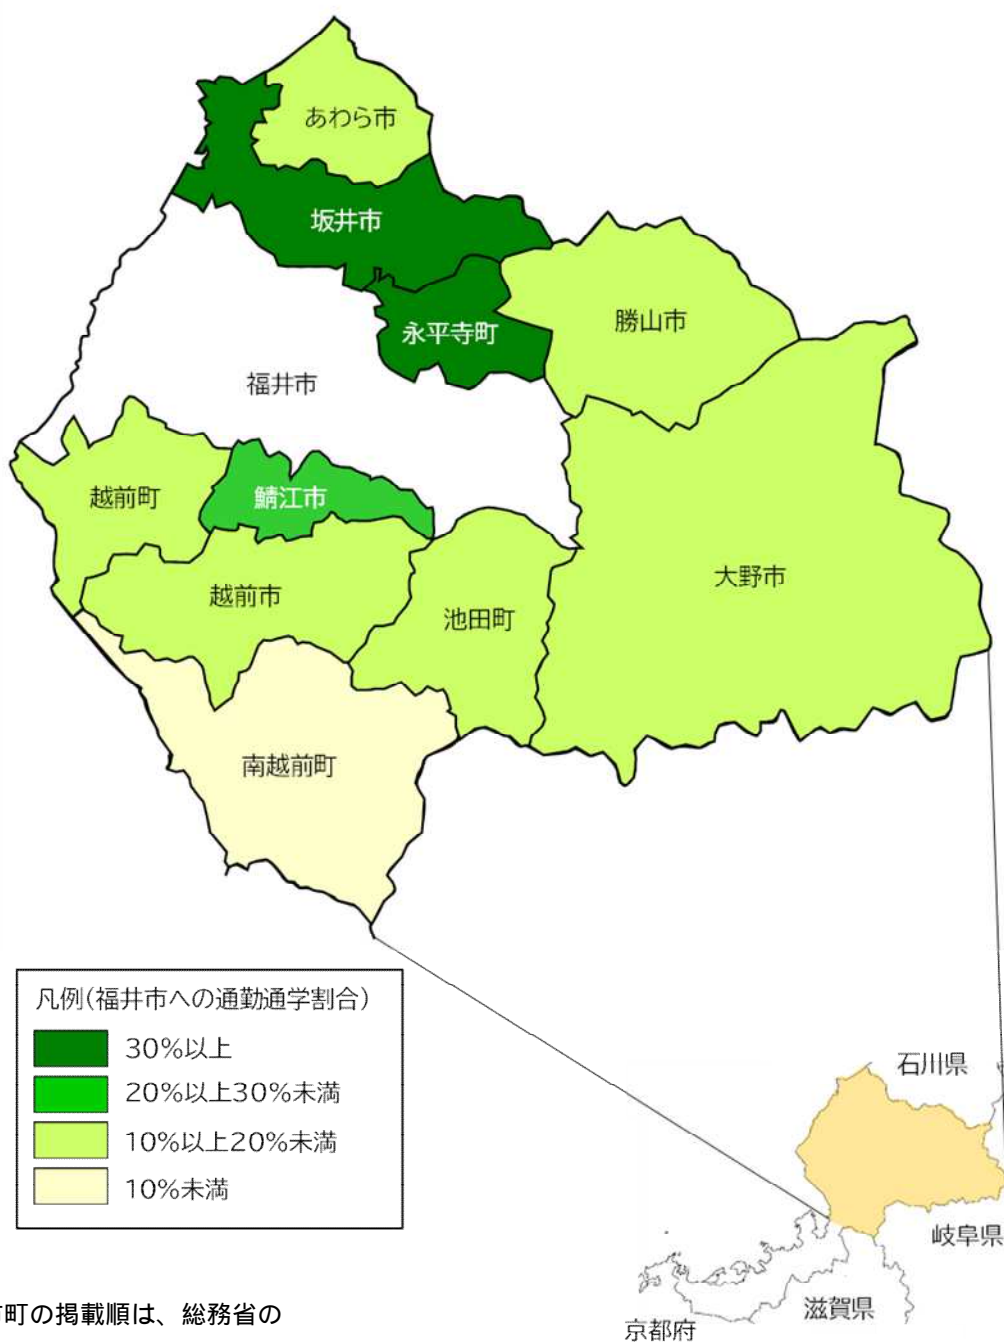 あわら市
坂井市
勝山市
永平寺町
福井市
越前町
鯖江市
大野市
越前市
池田町
南越前町
凡例(福井市への通勤通学割合)
30%以上
20%以上30%未満
10%以上20%未満
10%未満
石川県
岐阜県
滋賀県
京都府
町の掲載順は、総務省の